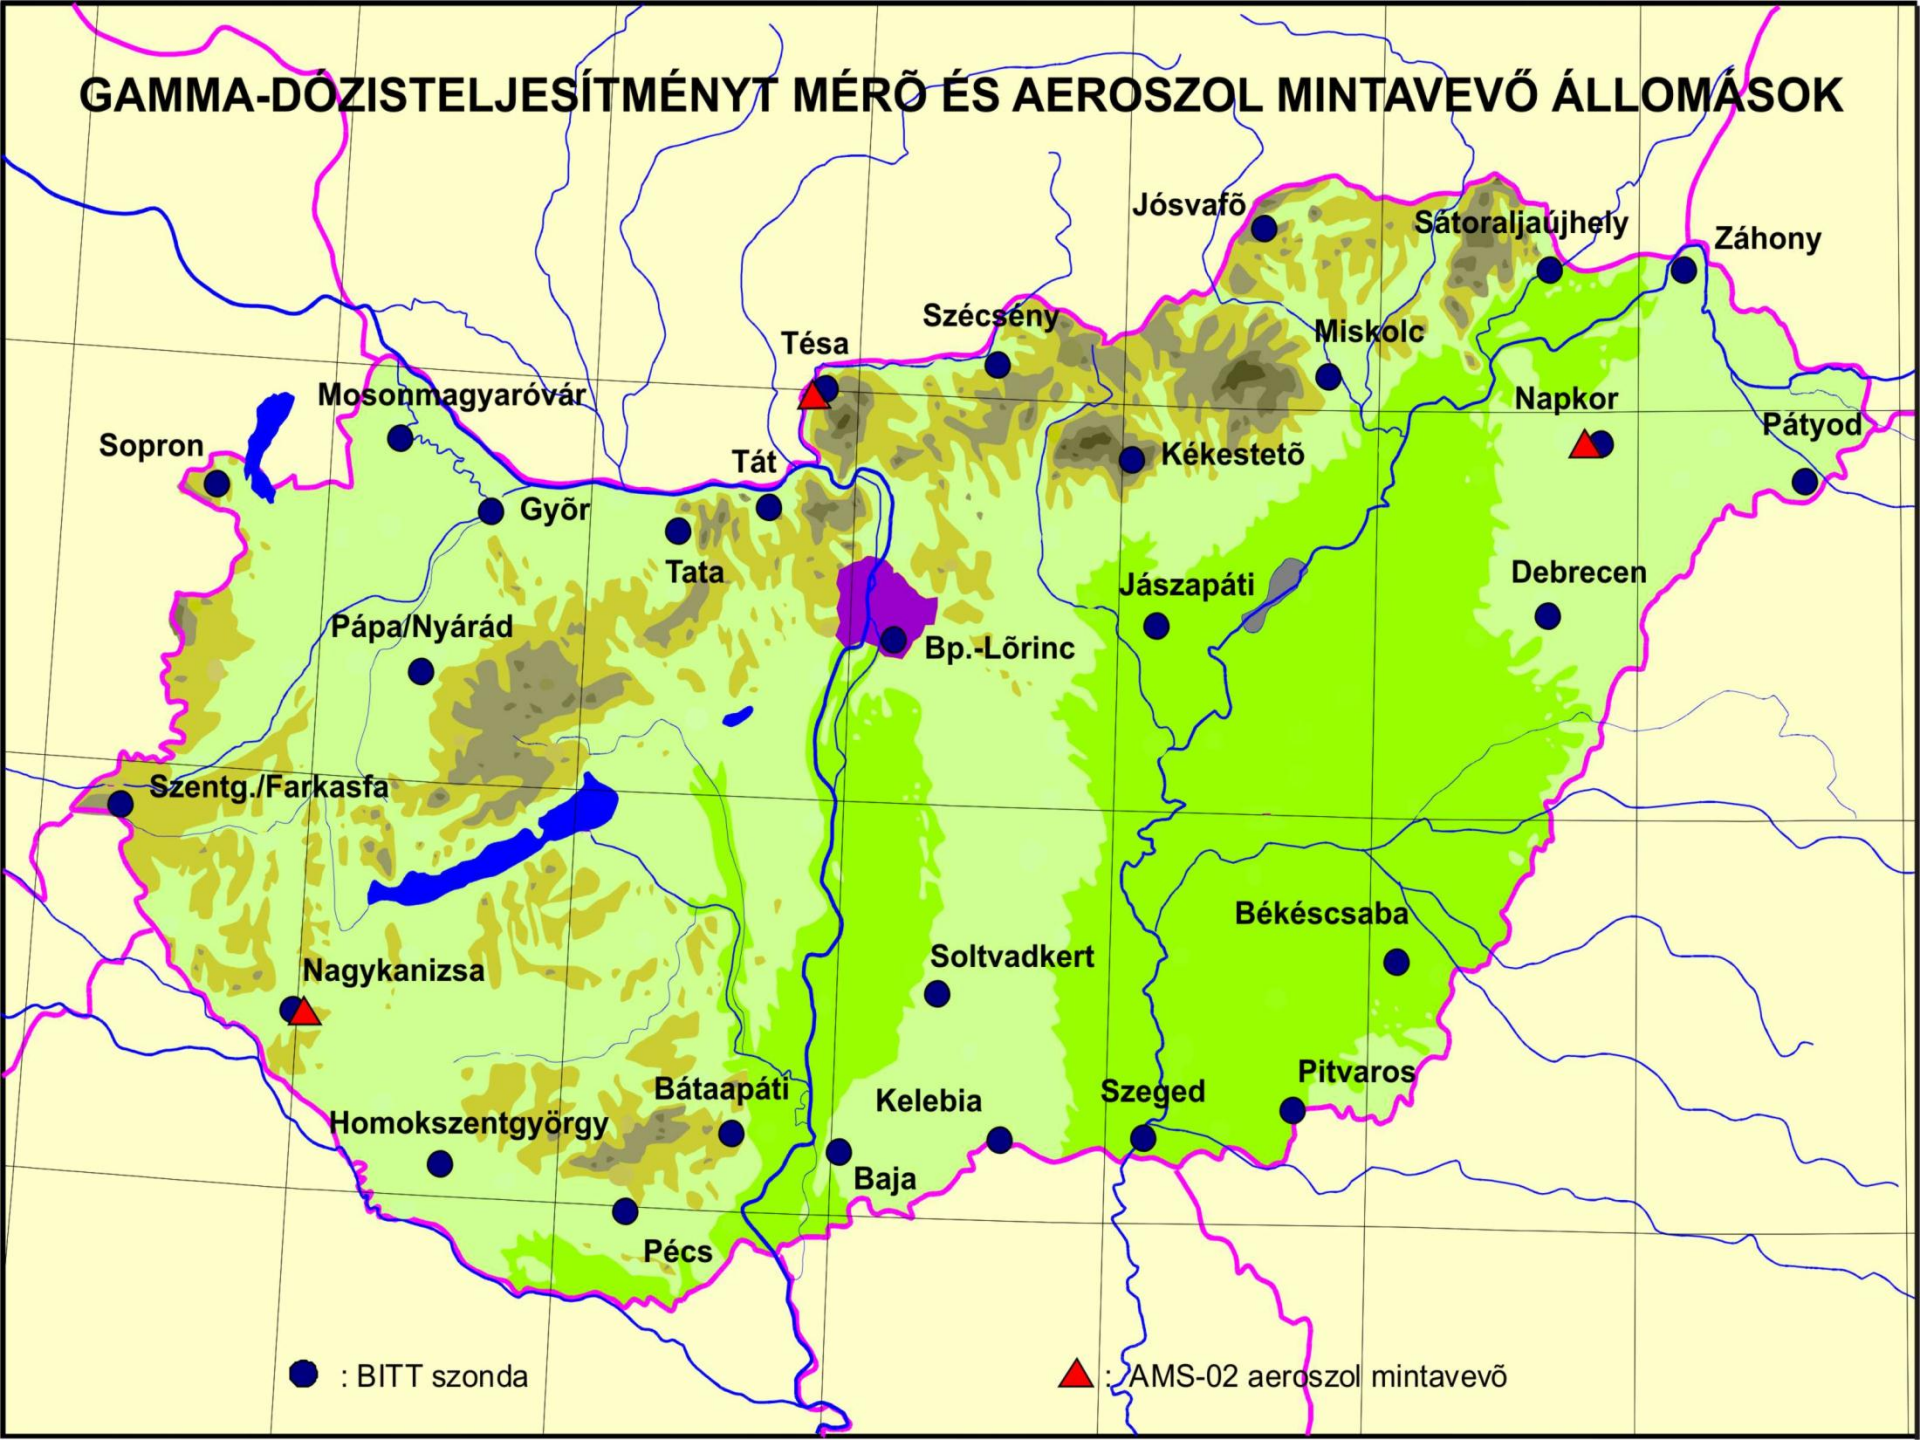 GAMMA-DÓZISTELJESÍTMÉNYT MÉRÕ ÉS AEROSZOL MINTAVEVŐ ÁLLOMÁSOK
Jósvafõ
Sátoraljaújhely
Záhony
Szécsény
Miskolc
Tésa
Mosonmagyaróvár
Napkor
Pátyod
Sopron
Tát
Kékestetõ
Gyõr
Tata
Jászapáti
Debrecen
Pápa/Nyárád
Bp.-Lõrinc
Szentg./Farkasfa
Békéscsaba
Soltvadkert
Nagykanizsa
Pitvaros
Bátaapáti
Kelebia
Szeged
Homokszentgyörgy
Baja
Pécs
: BITT szonda
: AMS-02 aeroszol mintavevõ